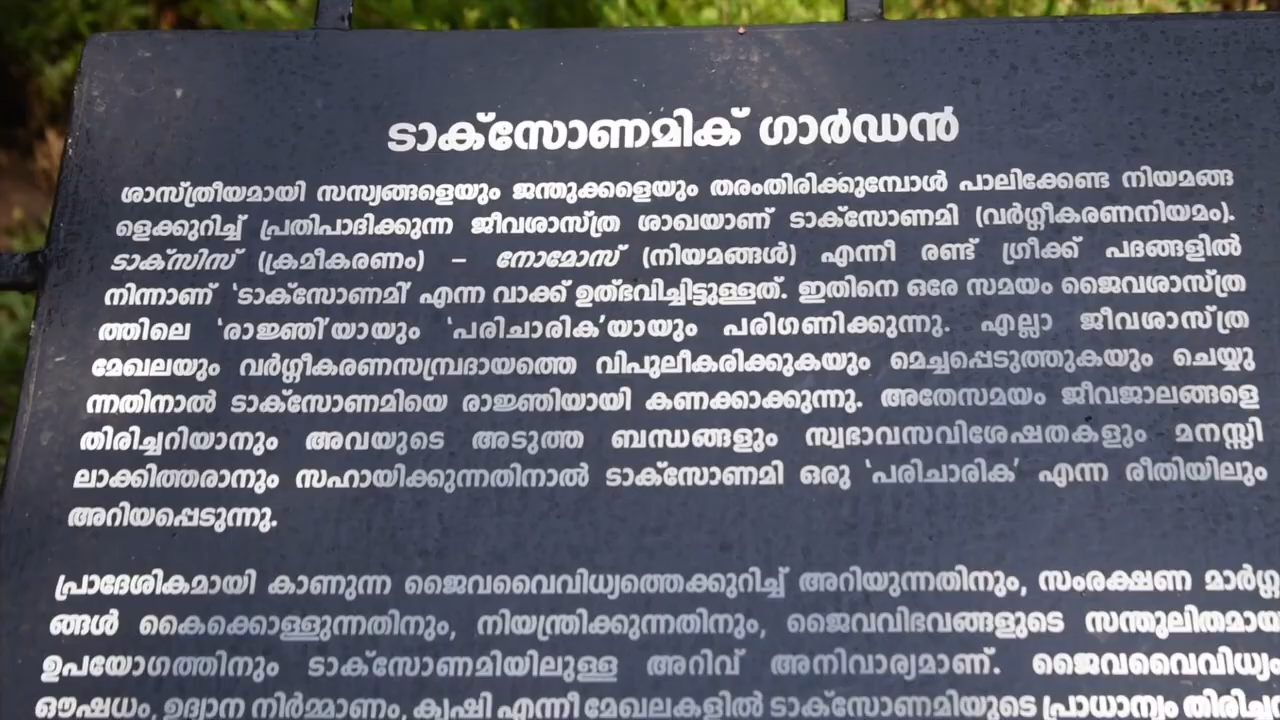 ടാക്സോണമിക് ഗാർഡൻ
ശാസ്ത്രീയമായി സസ്യങ്ങളെയും ജന്തുക്കളെയും തരംതിരിക്കുമ്പോൾ പാലിക്കേണ്ട നിയമങ്ങ
ളെക്കുറിച്ച് പ്രതിപാദിക്കുന്ന ജീവശാസ്ത്ര ശാഖയാണ് ടാക്സോണമി (വർഗ്ഗീകരണനിയമം).
ടാക്സിസ് (ക്രമീകരണം) – നോമോസ് (നിയമങ്ങൾ) എന്നീ രണ്ട് ഗ്രീക്ക് പദങ്ങളിൽ
നിന്നാണ് 'ടാക്സോണമി' എന്ന വാക്ക് ഉത്ഭവിച്ചിട്ടുള്ളത്. ഇതിനെ ഒരേ സമയം ജൈവശാസ്ത്ര
ത്തിലെ 'രാജ്ഞി'യായും 'പരിചാരിക'യായും പരിഗണിക്കുന്നു. എല്ലാ ജീവശാസ്ത്ര
മേഖലയും വർഗ്ഗീകരണസമ്പ്രദായത്തെ വിപുലീകരിക്കുകയും മെച്ചപ്പെടുത്തുകയും ചെയ്യു
ന്നതിനാൽ ടാക്സോണമിയെ രാജ്ഞിയായി കണക്കാക്കുന്നു. അതേസമയം ജീവജാലങ്ങളെ
തിരിച്ചറിയാനും അവയുടെ അടുത്ത ബന്ധങ്ങളും സ്വഭാവസവിശേഷതകളും മനസ്സി
ലാക്കിത്തരാനും സഹായിക്കുന്നതിനാൽ ടാക്സോണമി ഒരു 'പരിചാരിക' എന്ന രീതിയിലും
അറിയപ്പെടുന്നു.
പ്രാദേശികമായി കാണുന്ന ജൈവവൈവിധ്യത്തെക്കുറിച്ച് അറിയുന്നതിനും, സംരക്ഷണ മാർഗ്ഗ
ങ്ങൾ കൈക്കൊള്ളുന്നതിനും, നിയന്ത്രിക്കുന്നതിനും, ജൈവവിഭവങ്ങളുടെ സന്തുലിതമായ
ഉപയോഗത്തിനും ടാക്സോണമിയിലുള്ള അറിവ് അനിവാര്യമാണ്. ജൈവവൈവിധ്യം
ഔഷധം, ഉദ്യാന നിർമ്മാണം, കൃഷി എന്നീ മേഖലകളിൽ ടാക്സോണമിയുടെ പ്രാധാന്യം